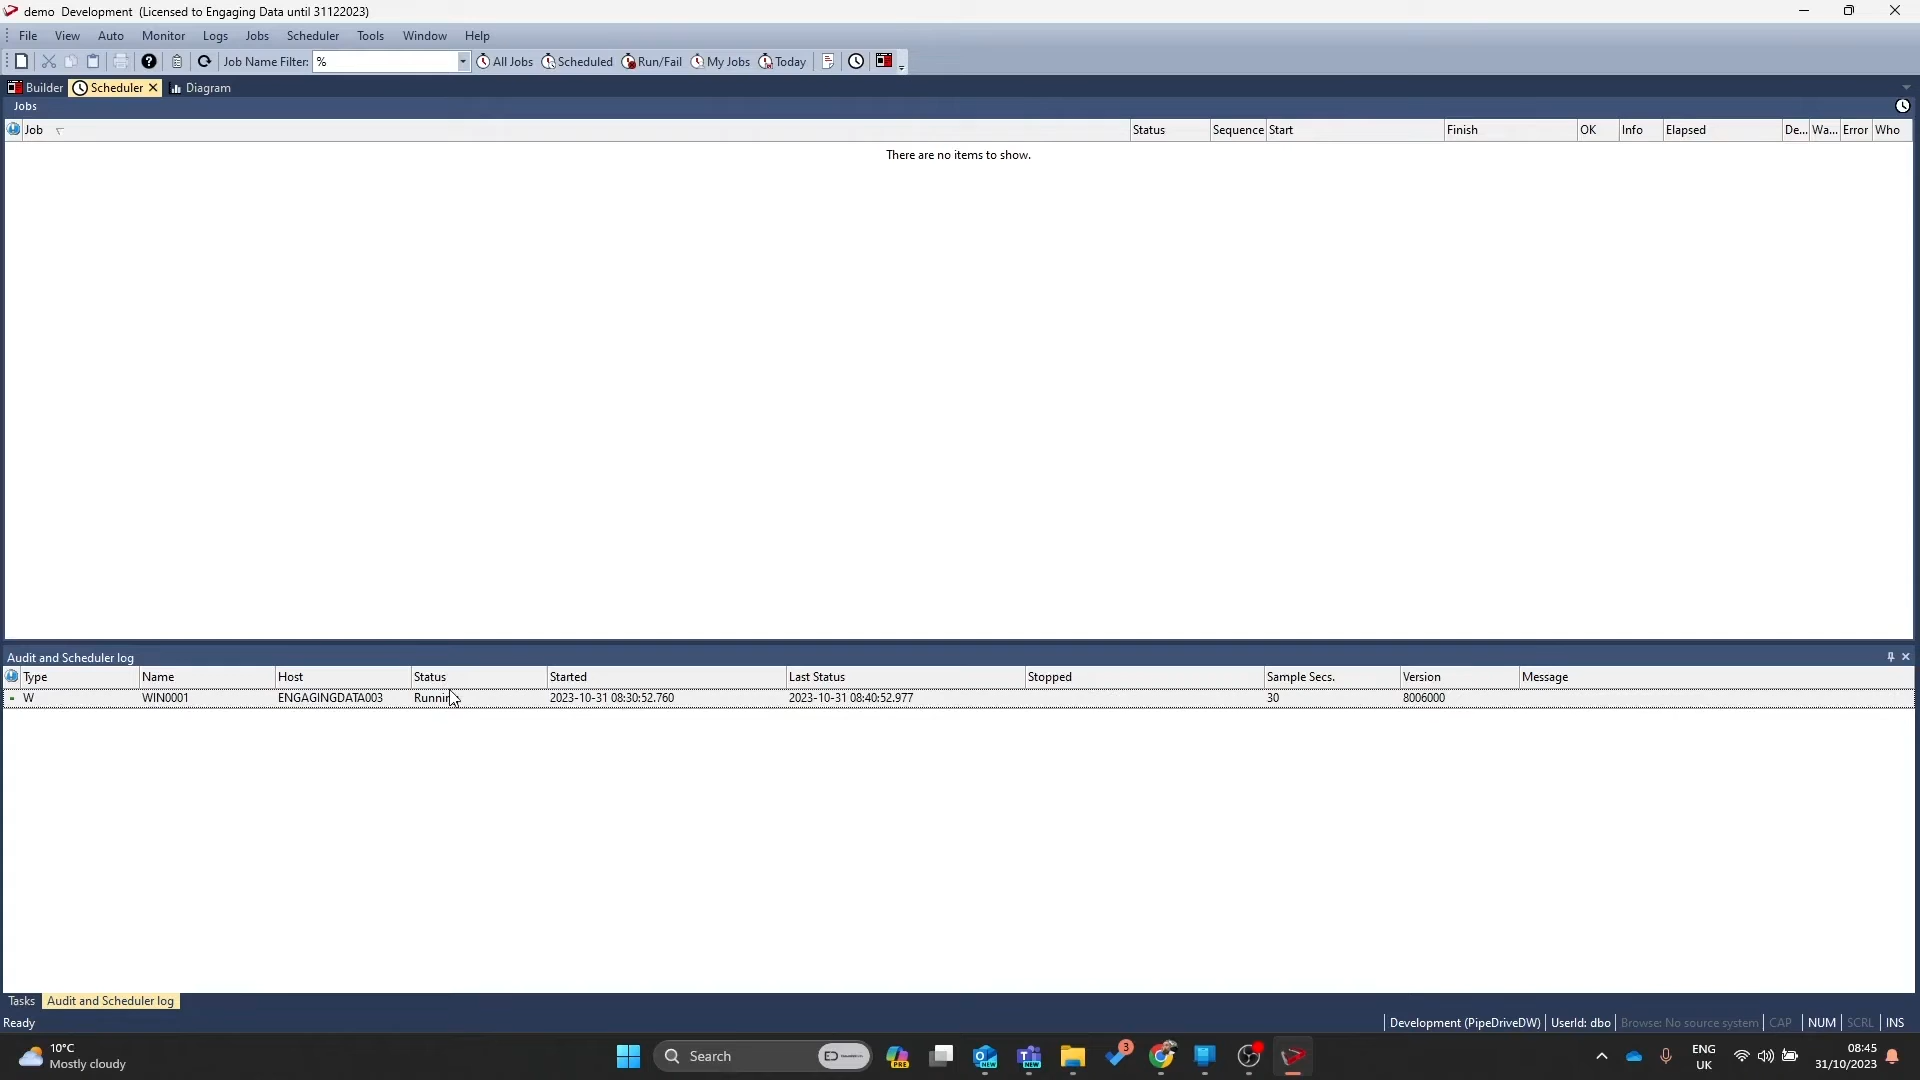 demo Development (Licensed to Engaging Data until 31122023)
File View Auto Monitor Logs Jobs Scheduler Tools Window Help
Job Name Filter: % All Jobs Scheduled Run/Fail My Jobs Today
Builder Scheduler Diagram
Jobs
Job Status Sequence Start Finish OK Info Elapsed De... Wa... Error Who
There are no items to show.
Audit and Scheduler log
Type Name Host Status Started Last Status Stopped Sample Secs. Version Message
W WIN0001 ENGAGINGDATA003 Running 2023-10-31 08:30:52.760 2023-10-31 08:40:52.977 30 8006000
Tasks Audit and Scheduler log
Ready Development (PipeDriveDW) UserId: dbo Browse: No source system CAP NUM SCRL INS
10°C
Mostly cloudy
Search
PRE
NEW
NEW
3
ENG
UK
08:45
31/10/2023